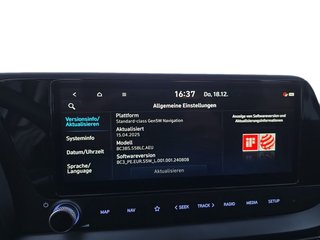 16:37 Do, 18.12.
Allgemeine Einstellungen
Versionsinfo/
Aktualisieren
Systeminfo
Datum/Uhrzeit
Sprache/
Language
Plattform
Standard-class Gen5W Navigation
Aktualisiert
15.04.2025
Modell
BC3BS.S5BLC.AEU
Softwareversion
BC3_PE.EUR.S5W_L.001.001.240808
Aktualisieren
Anzeige von Softwareversion und
Aktualisierungsinformationen
MAP
NAV
< SEEK
TRACK >
RADIO
MEDIA
SETUP